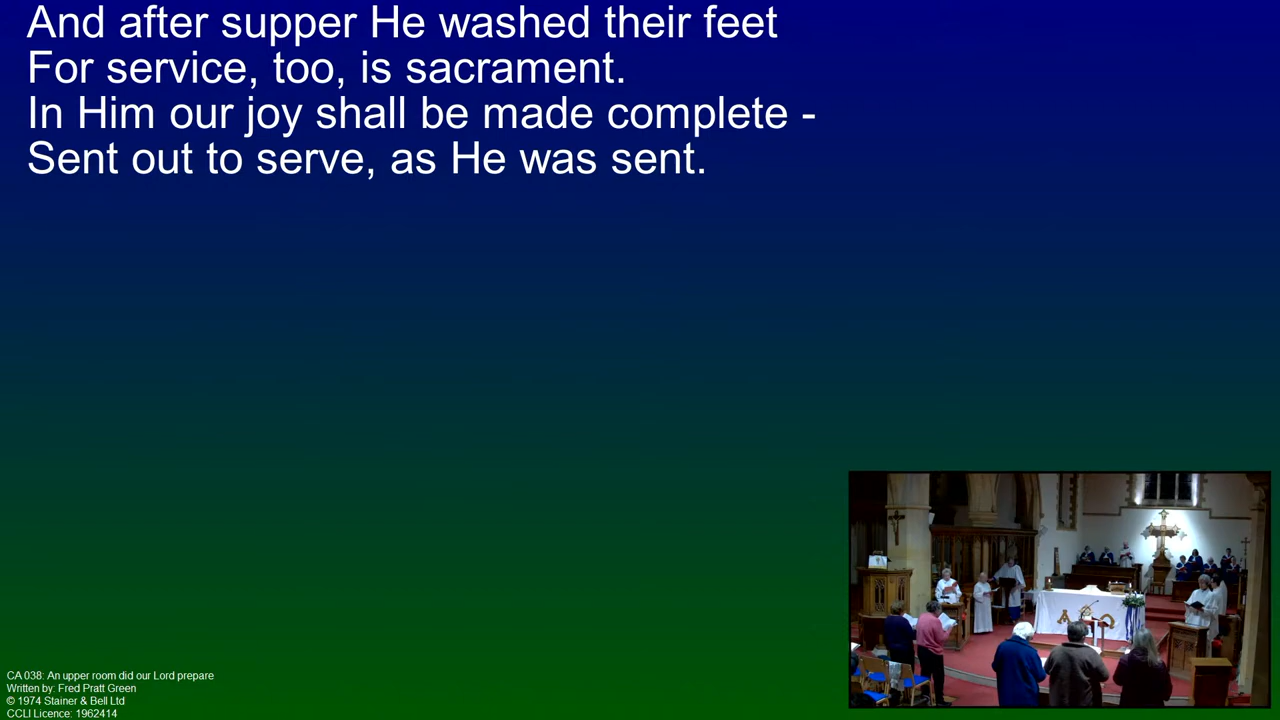 And after supper He washed their feet
For service, too, is sacrament.
In Him our joy shall be made complete -
Sent out to serve, as He was sent.
CA 038: An upper room did our Lord prepare
Written by: Fred Pratt Green
© 1974 Stainer & Bell Ltd
CCLI Licence: 1962414